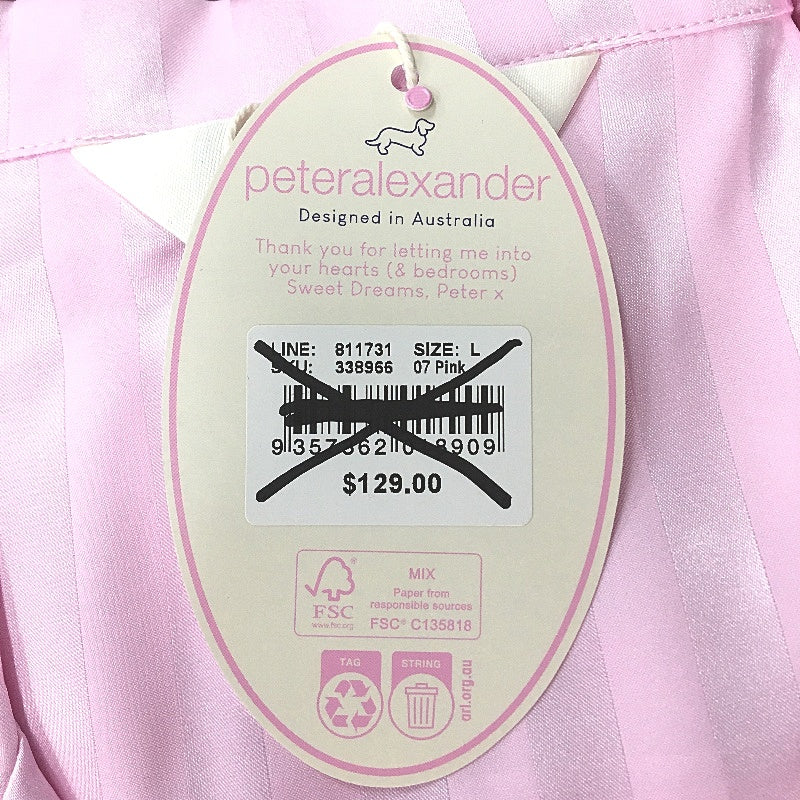 peteralexander
Designed in Australia
Thank you for letting me into
your hearts (& bedrooms)
Sweet Dreams, Peter x
LINE: 811731 SIZE: L
SKU: 338966 07 Pink
$129.00
FSC®
www.fsc.org
MIX
Paper from
responsible sources
FSC® C135818
TAG
STRING
arl.org.au